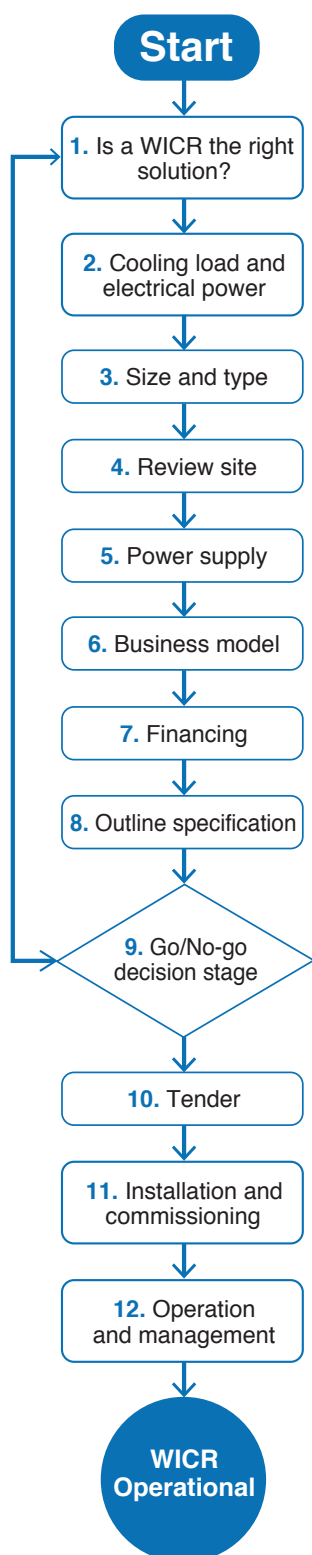 Start
1. Is a WICR the right
solution?
2. Cooling load and
electrical power
3. Size and type
4. Review site
5. Power supply
6. Business model
7. Financing
8. Outline specification
9. Go/No-go
decision stage
10. Tender
11. Installation and
commissioning
12. Operation
and management
WICR
Operational